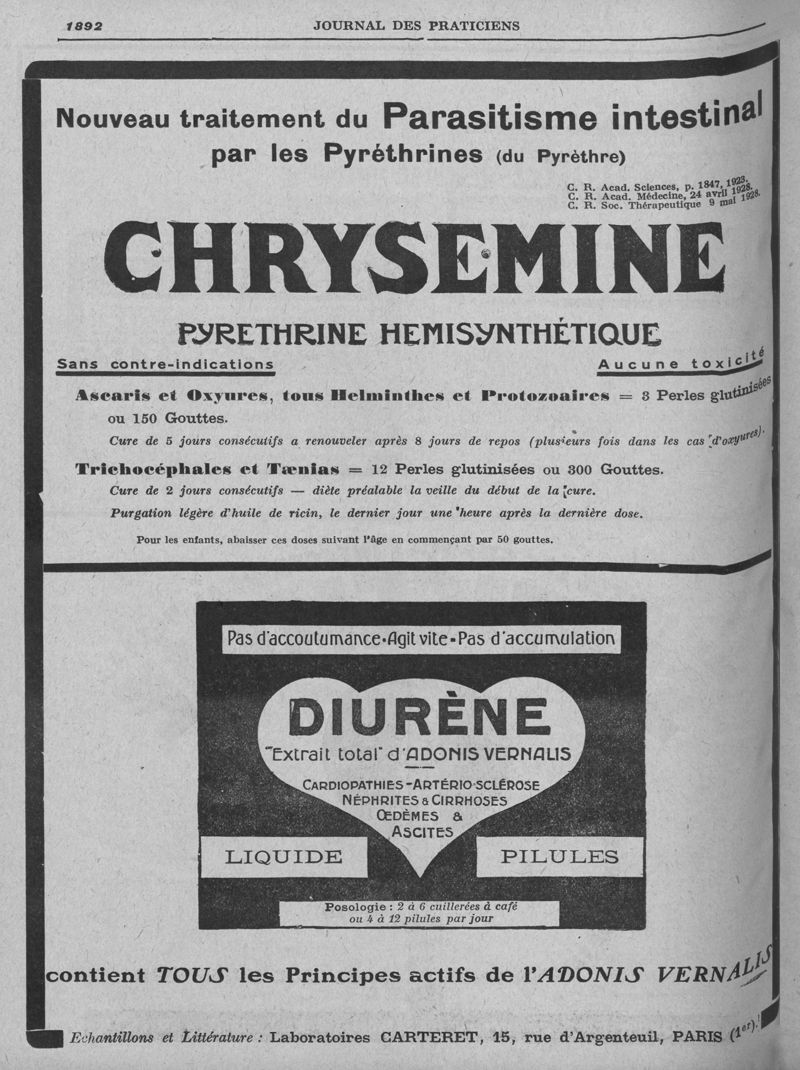 1892
JOURNAL DES PRATICIENS
Nouveau traitement du Parasitisme intestinal
par les Pyréthrines (du Pyrèthre)
C. R. Acad. Sciences, p. 1847, 1923.
C. R. Acad. Médecine, 24 avril 1928.
C. R. Soc. Thérapeutique 9 mai 1928.
CHRYSEMINE
PYRETHRINE HEMISYNTHÉTIQUE
Sans contre-indications
Aucune toxicité
Ascaris et Oxyures, tous Helminthes et Protozoaires = 3 Perles glutinisées
ou 150 Gouttes.
Cure de 5 jours consécutifs a renouveler après 8 jours de repos (plusieurs fois dans les cas d'oxyures).
Trichocéphales et Tænias = 12 Perles glutinisées ou 300 Gouttes.
Cure de 2 jours consécutifs — diète préalable la veille du début de la cure.
Purgation légère d'huile de ricin, le dernier jour une heure après la dernière dose.
Pour les enfants, abaisser ces doses suivant l'âge en commençant par 50 gouttes.
Pas d'accoutumance-Agit vite-Pas d'accumulation
DIURÈNE
"Extrait total" d'ADONIS VERNALIS
CARDIOPATHIES-ARTÉRIO-SCLÉROSE
NÉPHRITES & CIRRHOSES
ŒDÈMES &
ASCITES
LIQUIDE
PILULES
Posologie : 2 à 6 cuillerées à café
ou 4 à 12 pilules par jour
contient TOUS les Principes actifs de l'ADONIS VERNALIS
Echantillons et Littérature : Laboratoires CARTERET, 15, rue d'Argenteuil, PARIS (1er).